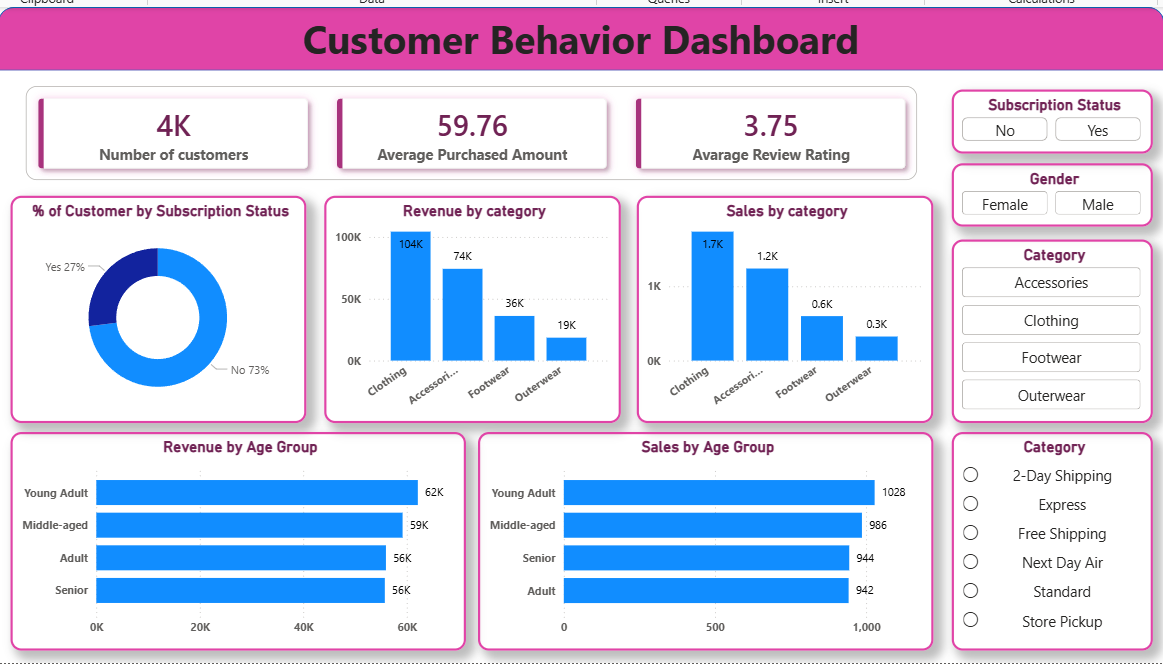 Clipboard Data Queries Insert Calculations
Customer Behavior Dashboard
4K
Number of customers
59.76
Average Purchased Amount
3.75
Avarage Review Rating
Subscription Status
No Yes
Gender
Female Male
% of Customer by Subscription Status
Yes 27%
No 73%
Revenue by category
100K
50K
0K
104K
74K
36K
19K
Clothing
Accessori...
Footwear
Outerwear
Sales by category
1K
0K
1.7K
1.2K
0.6K
0.3K
Clothing
Accessori...
Footwear
Outerwear
Category
Accessories
Clothing
Footwear
Outerwear
Revenue by Age Group
Young Adult 62K
Middle-aged 59K
Adult 56K
Senior 56K
0K 20K 40K 60K
Sales by Age Group
Young Adult 1028
Middle-aged 986
Senior 944
Adult 942
0 500 1,000
Category
2-Day Shipping
Express
Free Shipping
Next Day Air
Standard
Store Pickup